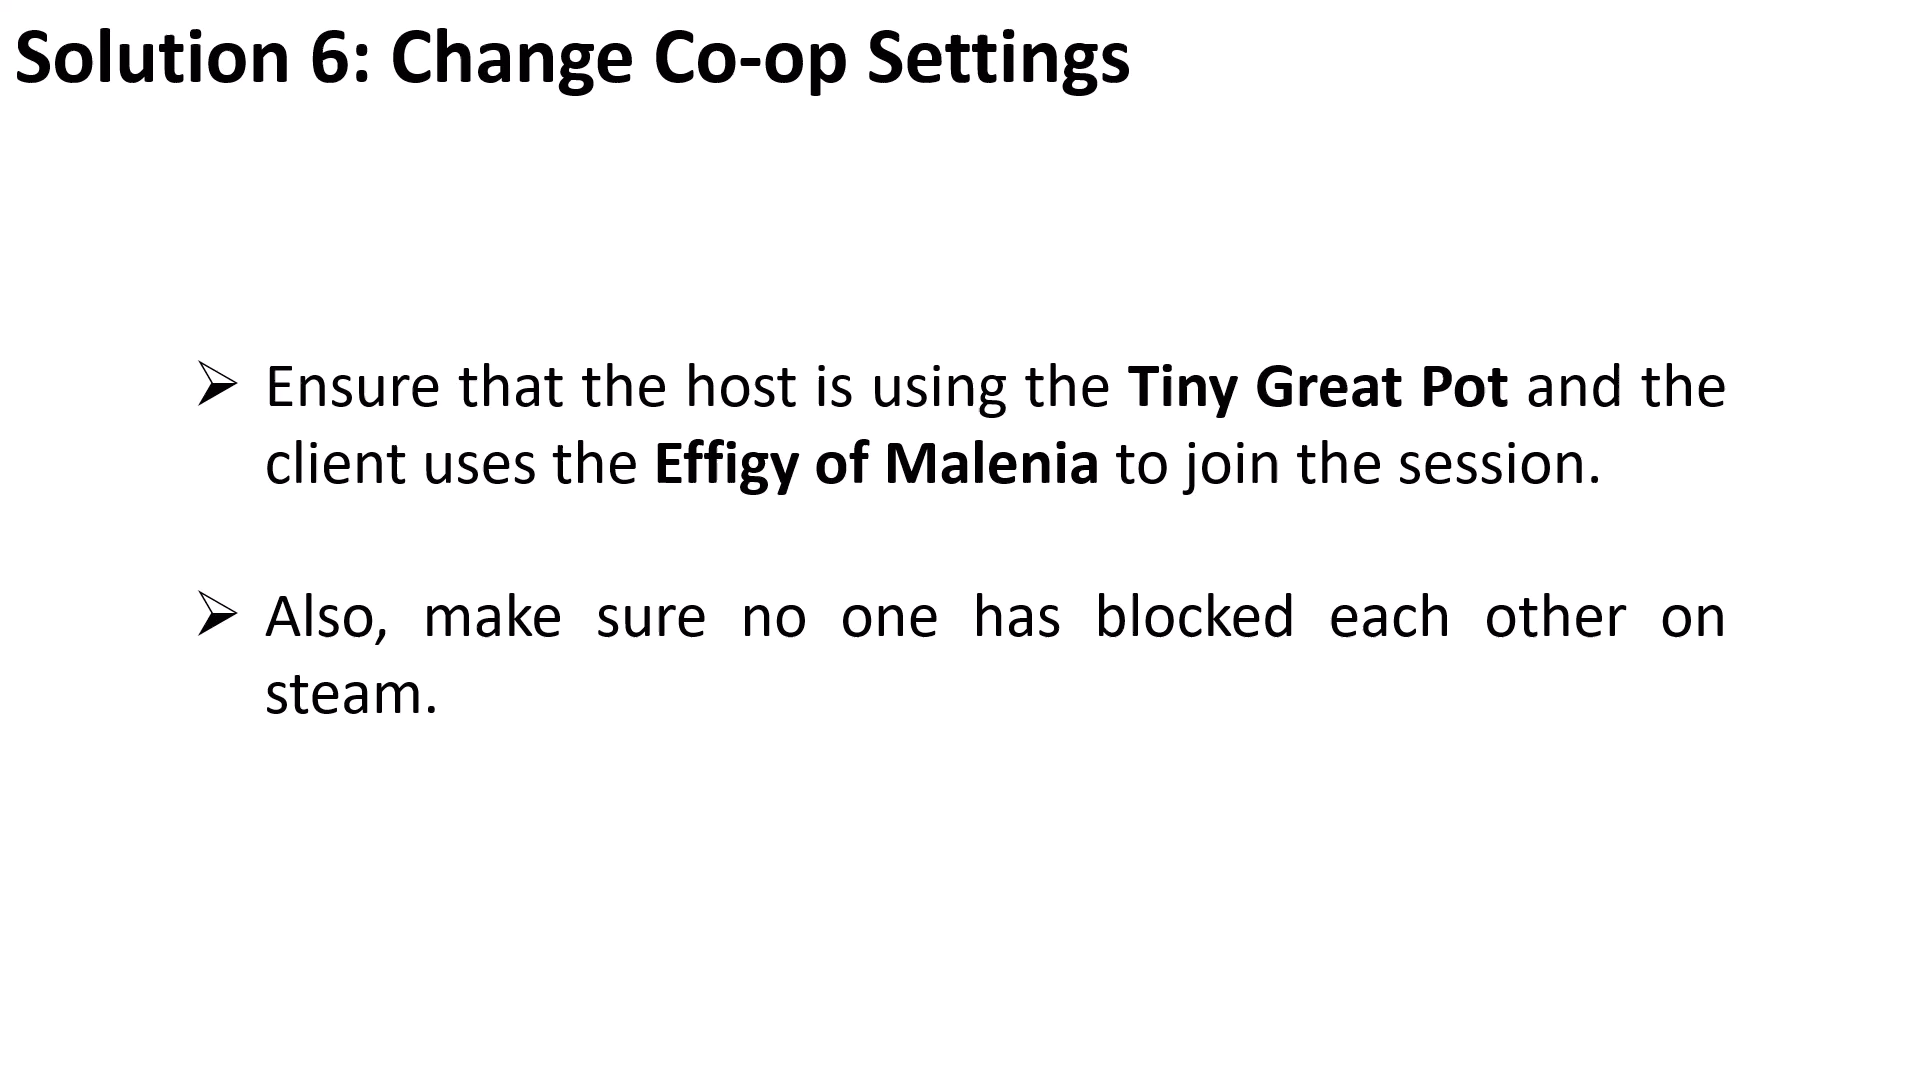 Solution 6: Change Co-op Settings
➢ Ensure that the host is using the Tiny Great Pot and the
client uses the Effigy of Malenia to join the session.
➢ Also, make sure no one has blocked each other on
steam.